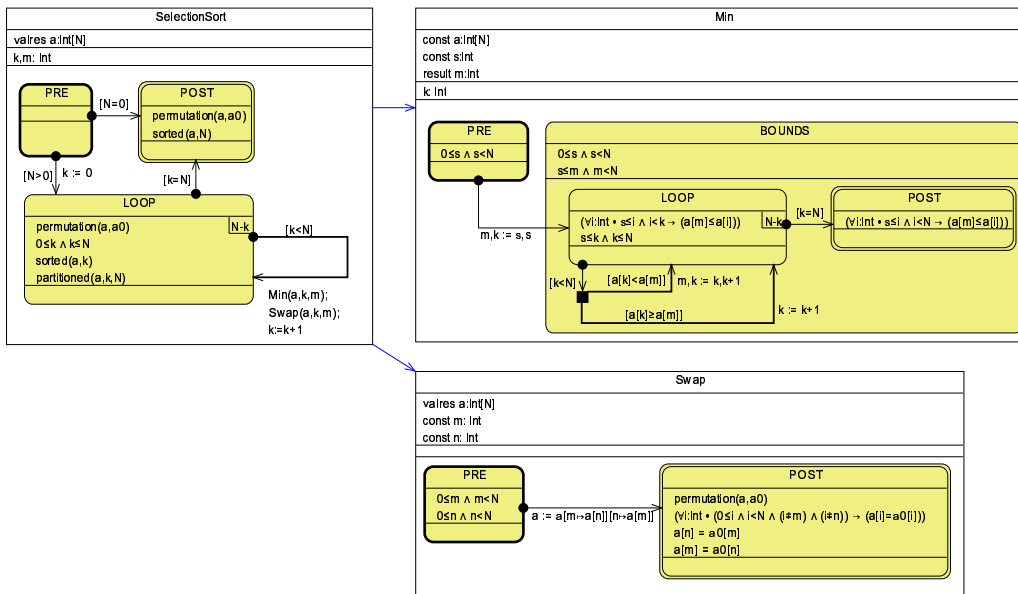 SelectionSort
valres a:Int[N]
k,m: Int
PRE
[N=0]
POST
permutation(a,a0)
sorted(a,N)
[N>0]
k := 0
[k=N]
LOOP
permutation(a,a0)
0≤k ∧ k≤N
sorted(a,k)
partitioned(a,k,N)
N-k
[k<N]
Min(a,k,m);
Swap(a,k,m);
k:=k+1
Min
const a:Int[N]
const s:Int
result m:Int
k: Int
PRE
0≤s ∧ s<N
m,k := s,s
BOUNDS
0≤s ∧ s<N
s≤m ∧ m<N
LOOP
(∀i:Int • s≤i ∧ i<k → (a[m]≤a[i]))
s≤k ∧ k≤N
N-k
[k=N]
POST
(∀i:Int • s≤i ∧ i<N → (a[m]≤a[i]))
[k<N]
[a[k]<a[m]]
m,k := k,k+1
[a[k]≥a[m]]
k := k+1
Swap
valres a:Int[N]
const m: Int
const n: Int
PRE
0≤m ∧ m<N
0≤n ∧ n<N
a := a[m↦a[n]][n↦a[m]]
POST
permutation(a,a0)
(∀i:Int • (0≤i ∧ i<N ∧ (i≠m) ∧ (i≠n)) → (a[i]=a0[i]))
a[n] = a0[m]
a[m] = a0[n]